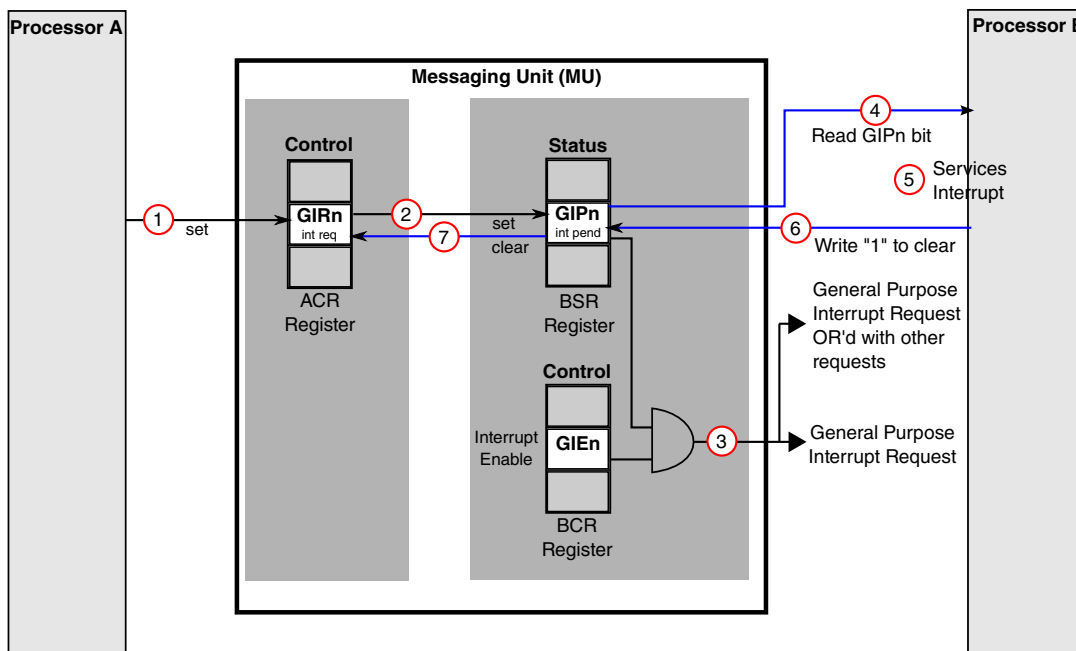 Processor A
Processor B
Messaging Unit (MU)
Control
Status
GIRn
int req
GIPn
int pend
1
set
2
set
7
clear
4
Read GIPn bit
5
Services
Interrupt
6
Write "1" to clear
ACR
Register
BSR
Register
General Purpose
Interrupt Request
OR'd with other
requests
Control
Interrupt
Enable
GIEn
3
General Purpose
Interrupt Request
BCR
Register